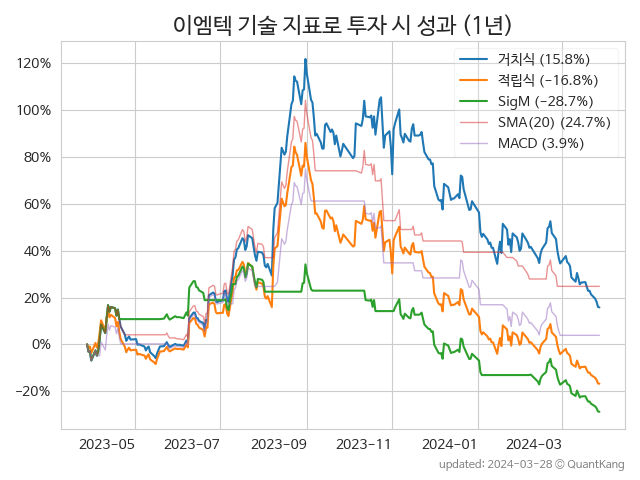 이엠텍 기술 지표로 투자 시 성과 (1년)
거치식 (15.8%)
적립식 (−16.8%)
SigM (−28.7%)
SMA(20) (24.7%)
MACD (3.9%)
120%
100%
80%
60%
40%
20%
0%
−20%
2023-05 2023-07 2023-09 2023-11 2024-01 2024-03
updated: 2024-03-28 © QuantKang